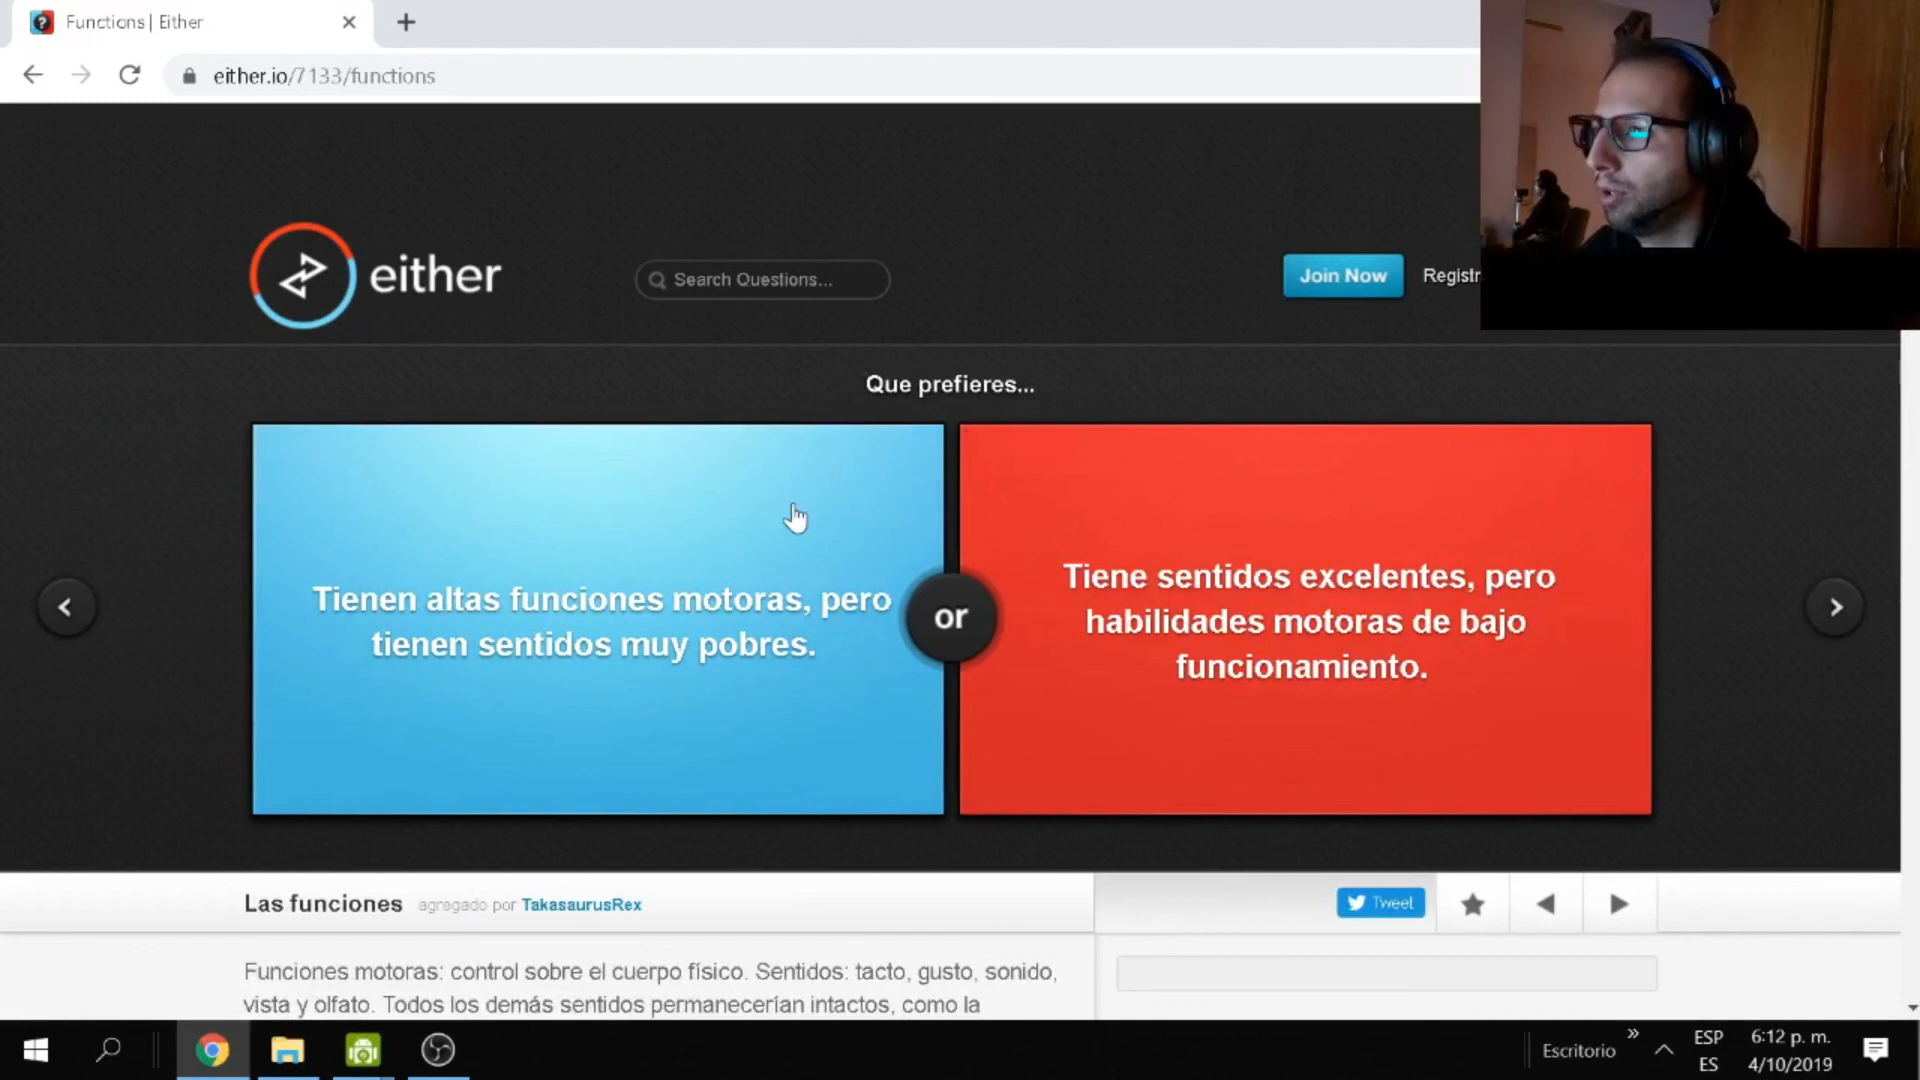 Functions | Either
either.io/7133/functions
either
Search Questions...
Join Now
Registr
Que prefieres...
Tienen altas funciones motoras, pero
tienen sentidos muy pobres.
or
Tiene sentidos excelentes, pero
habilidades motoras de bajo
funcionamiento.
Las funciones agregado por TakasaurusRex
Tweet
Funciones motoras: control sobre el cuerpo físico. Sentidos: tacto, gusto, sonido,
vista y olfato. Todos los demás sentidos permanecerían intactos, como la
Escritorio
ESP
ES
6:12 p. m.
4/10/2019